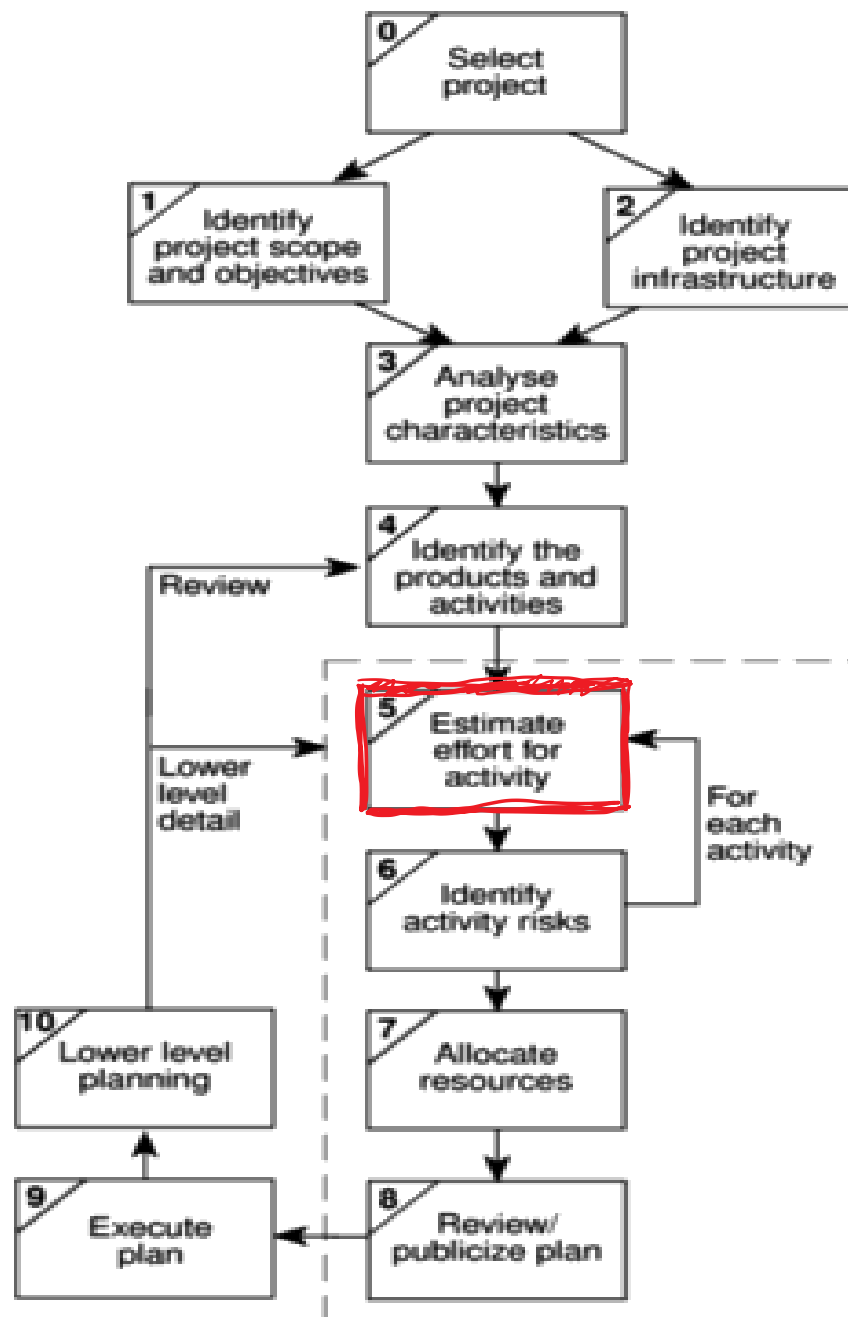 0
Select
project
1
Identify
project scope
and objectives
2
Identify
project
infrastructure
3
Analyse
project
characteristics
4
Identify the
products and
activities
Review
5
Estimate
effort for
activity
Lower
level
detail
For
each
activity
6
Identify
activity risks
10
Lower level
planning
7
Allocate
resources
9
Execute
plan
8
Review/
publicize plan